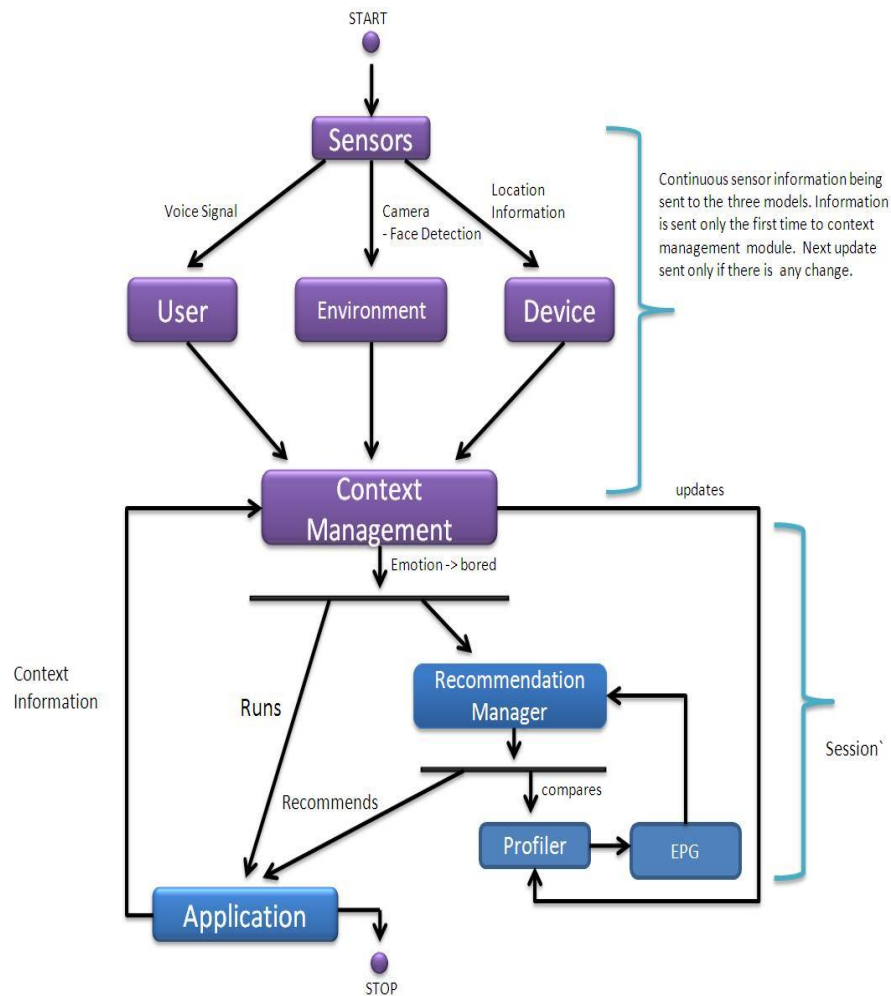 START
Sensors
Voice Signal
Camera
- Face Detection
Location
Information
Continuous sensor information being
sent to the three models. Information
is sent only the first time to context
management module. Next update
sent only if there is any change.
User
Environment
Device
Context
Management
updates
Emotion -> bored
Context
Information
Runs
Recommendation
Manager
Session`
Recommends
compares
Profiler
EPG
Application
STOP